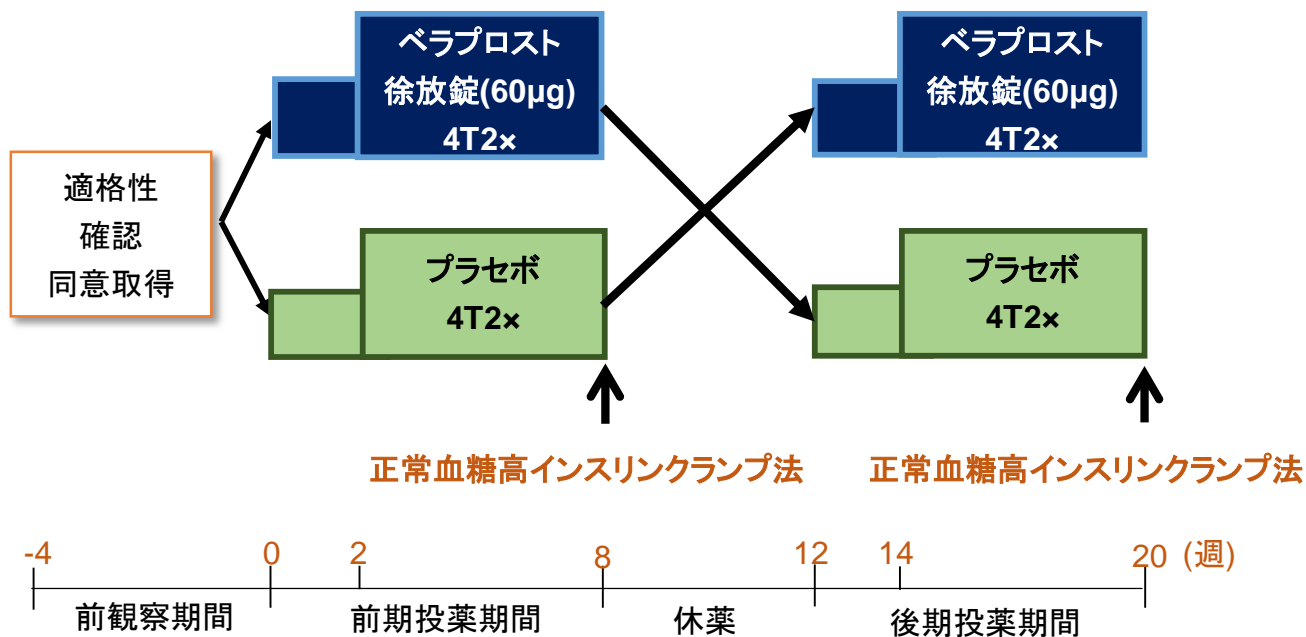 ベラプロスト
徐放錠(60μg)
4T2×
ベラプロスト
徐放錠(60μg)
4T2×
適格性
確認
同意取得
プラセボ
4T2×
プラセボ
4T2×
正常血糖高インスリンクランプ法
正常血糖高インスリンクランプ法
-4 0 2 8 12 14 20 (週)
前観察期間 前期投薬期間 休薬 後期投薬期間